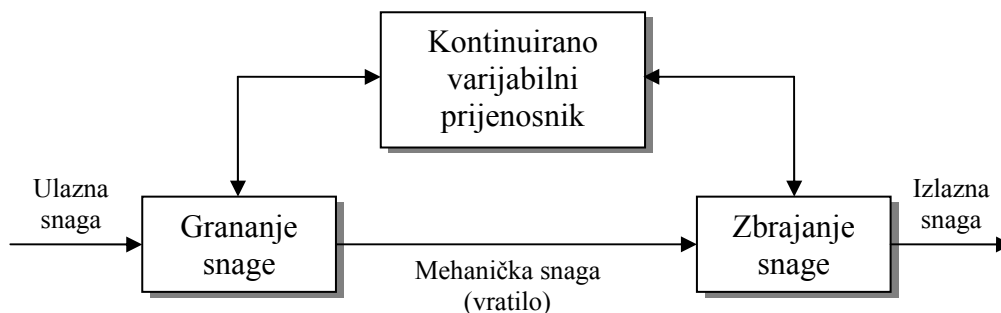 Kontinuirano
varijabilni
prijenosnik
Ulazna
snaga
Grananje
snage
Mehanička snaga
(vratilo)
Zbrajanje
snage
Izlazna
snaga